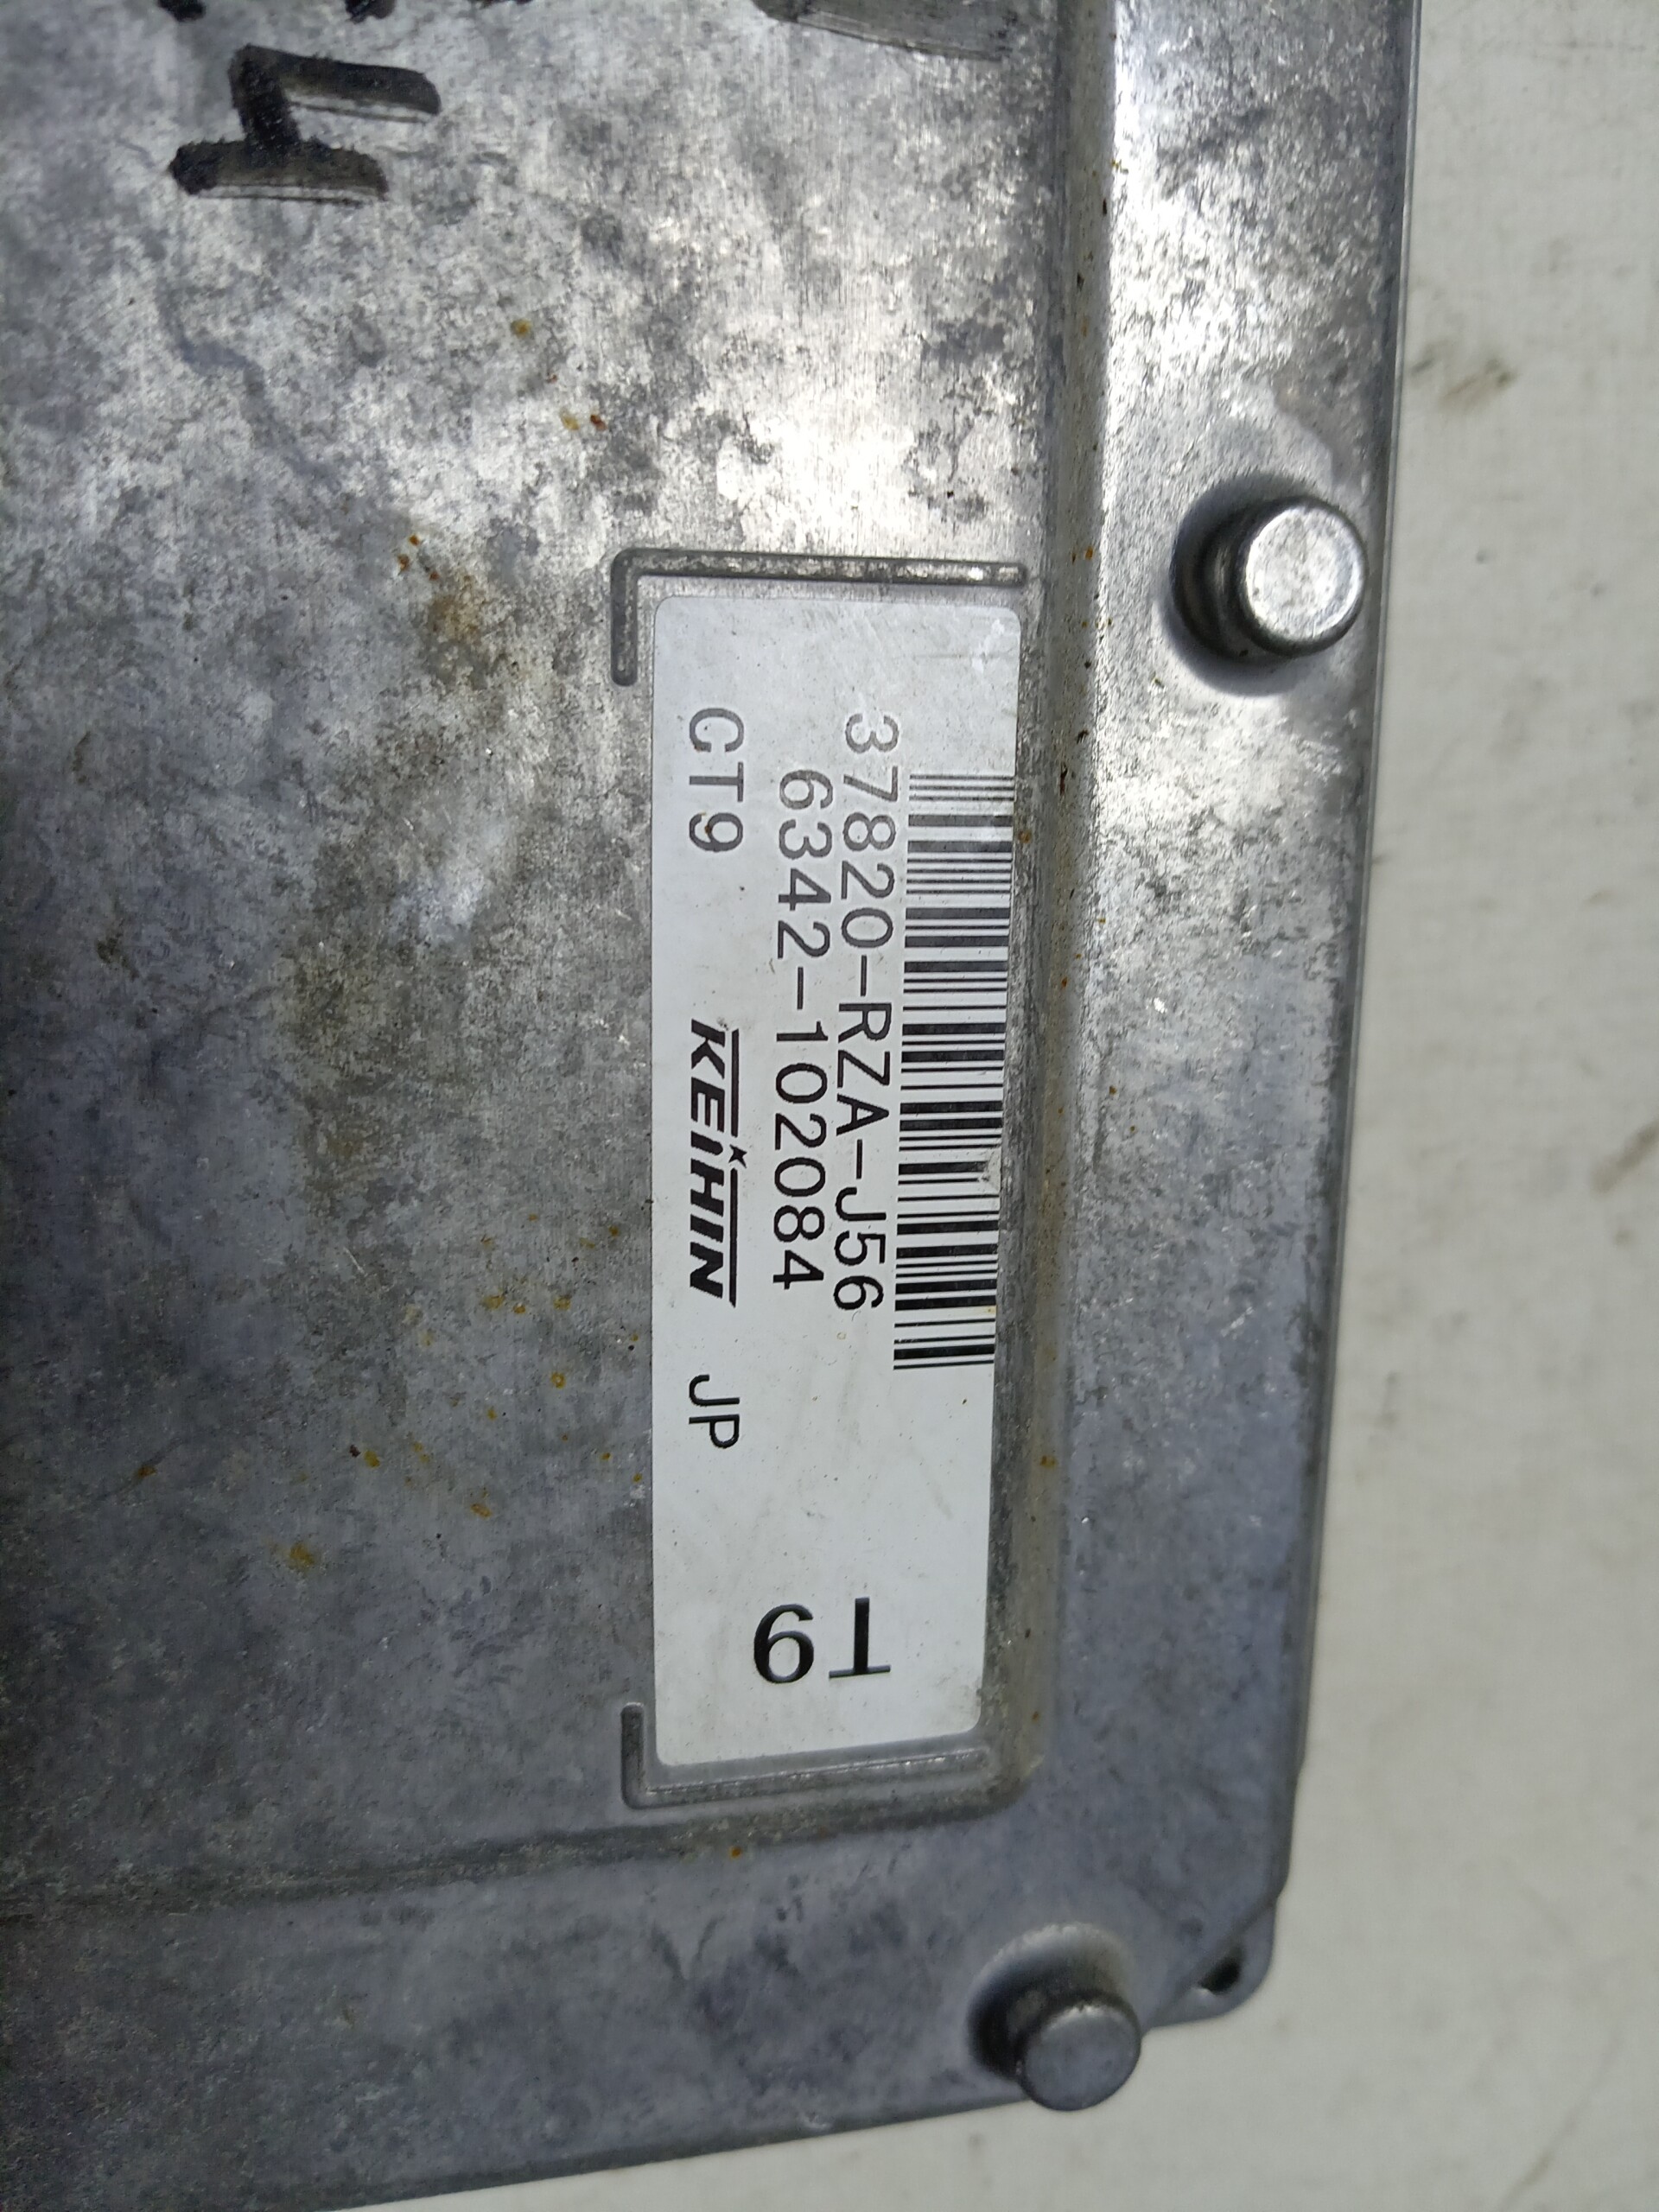 37820-RZA-J56
6342-102084
CT9 KEIHIN JP
T9